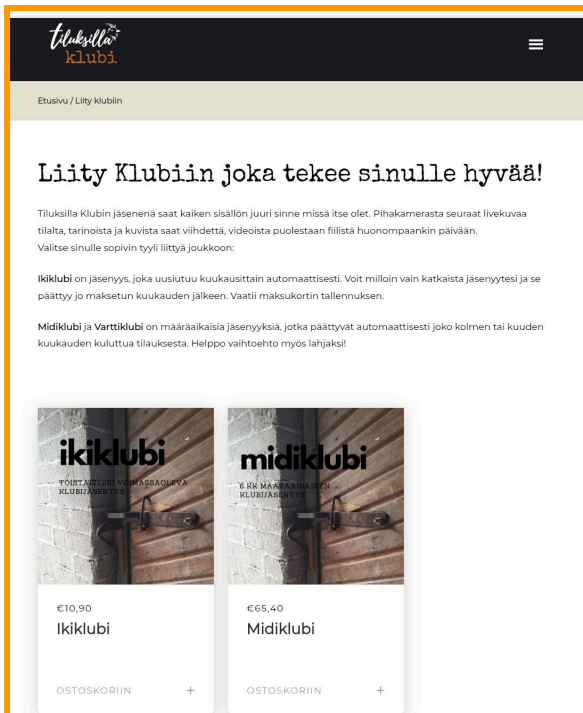 tiluksilla
klubi
Etusivu / Liity klubiin
Liity Klubiin joka tekee sinulle hyvää!
Tiluksilla Klubin jäsenenä saat kaiken sisällön juuri sinne missä itse olet. Pihakamerasta seuraat livekuvaa
tilalta, tarinoista ja kuvista saat viihdettä, videoista puolestaan fiilistä huonompaankin päivään.
Valitse sinulle sopivin tyyli liittyä joukkoon:
Ikiklubi on jäsenyys, joka uusiutuu kuukausittain automaattisesti. Voit milloin vain katkaista jäsenyytesi ja se
päättyy jo maksetun kuukauden jälkeen. Vaatii maksukortin tallennuksen.
Midiklubi ja Varttiklubi on määräaikaisia jäsenyyksiä, jotka päättyvät automaattisesti joko kolmen tai kuuden
kuukauden kuluttua tilauksesta. Helppo vaihtoehto myös lahjaksi!
ikiklubi
TOISTAISEKSI VOIMASSAOLEVA
KLUBIJÄSENYYS
€10,90
Ikiklubi
OSTOSKORIIN +
midiklubi
6 KK MÄÄRÄAIKAINEN
KLUBIJÄSENYYS
€65,40
Midiklubi
OSTOSKORIIN +